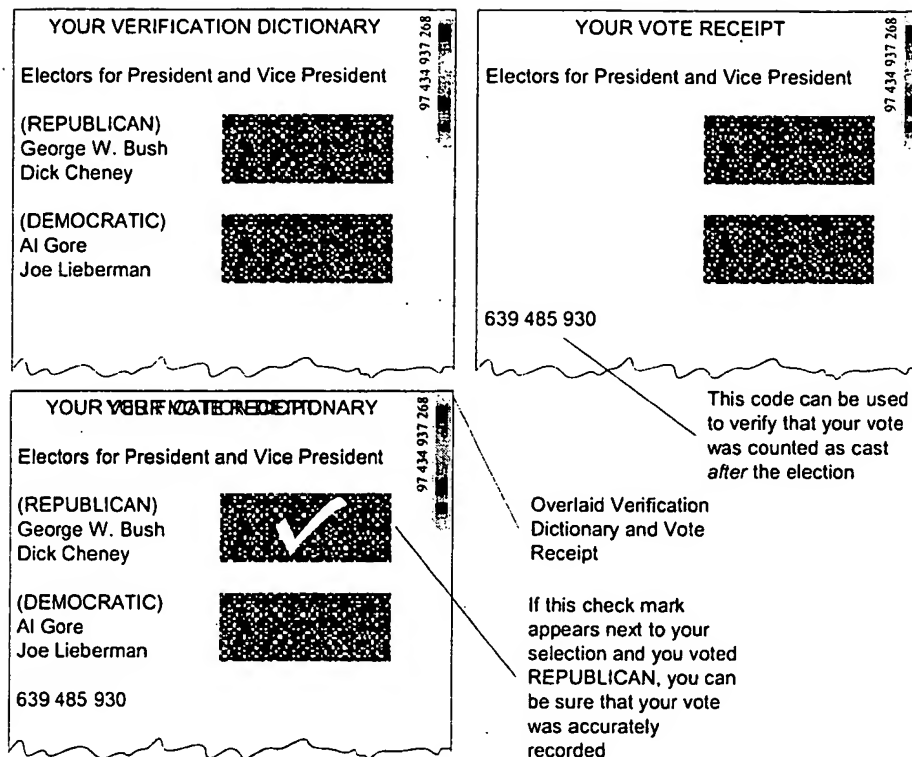 YOUR VERIFICATION DICTIONARY
Electors for President and Vice President
97 434 937 268
(REPUBLICAN)
George W. Bush
Dick Cheney
(DEMOCRATIC)
Al Gore
Joe Lieberman
YOUR VOTE RECEIPT
Electors for President and Vice President
97 434 937 268
639 485 930
This code can be used
to verify that your vote
was counted as cast
after the election
YOUR
Electors for President and Vice President
97 434 937 268
(REPUBLICAN)
George W. Bush
Dick Cheney
(DEMOCRATIC)
Al Gore
Joe Lieberman
639 485 930
Overlaid Verification
Dictionary and Vote
Receipt
If this check mark
appears next to your
selection and you voted
REPUBLICAN, you can
be sure that your vote
was accurately
recorded